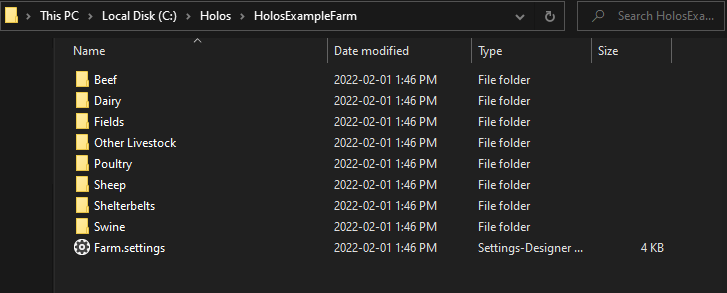 This PC > Local Disk (C:) > Holos > HolosExampleFarm Search HolosExa...
Name Date modified Type Size
Beef 2022-02-01 1:46 PM File folder
Dairy 2022-02-01 1:46 PM File folder
Fields 2022-02-01 1:46 PM File folder
Other Livestock 2022-02-01 1:46 PM File folder
Poultry 2022-02-01 1:46 PM File folder
Sheep 2022-02-01 1:46 PM File folder
Shelterbelts 2022-02-01 1:46 PM File folder
Swine 2022-02-01 1:46 PM File folder
Farm.settings 2022-02-01 1:46 PM Settings-Designer ... 4 KB